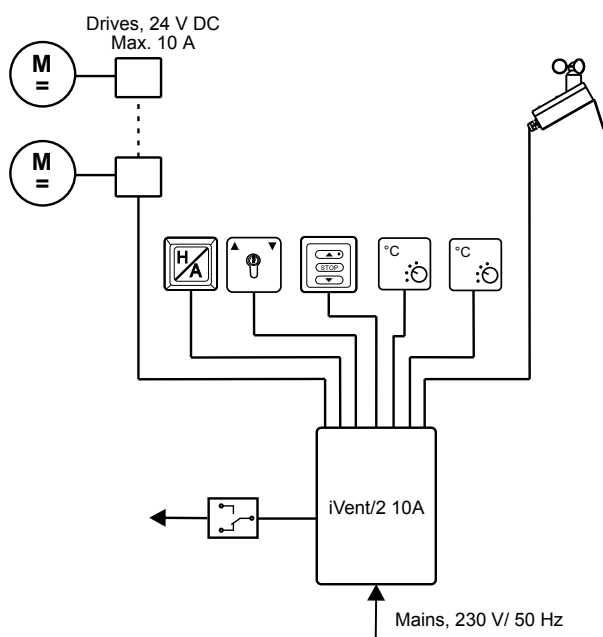 Drives, 24 V DC
Max. 10 A
M
=
M
=
H/A
STOP
°C
°C
iVent/2 10A
Mains, 230 V/ 50 Hz